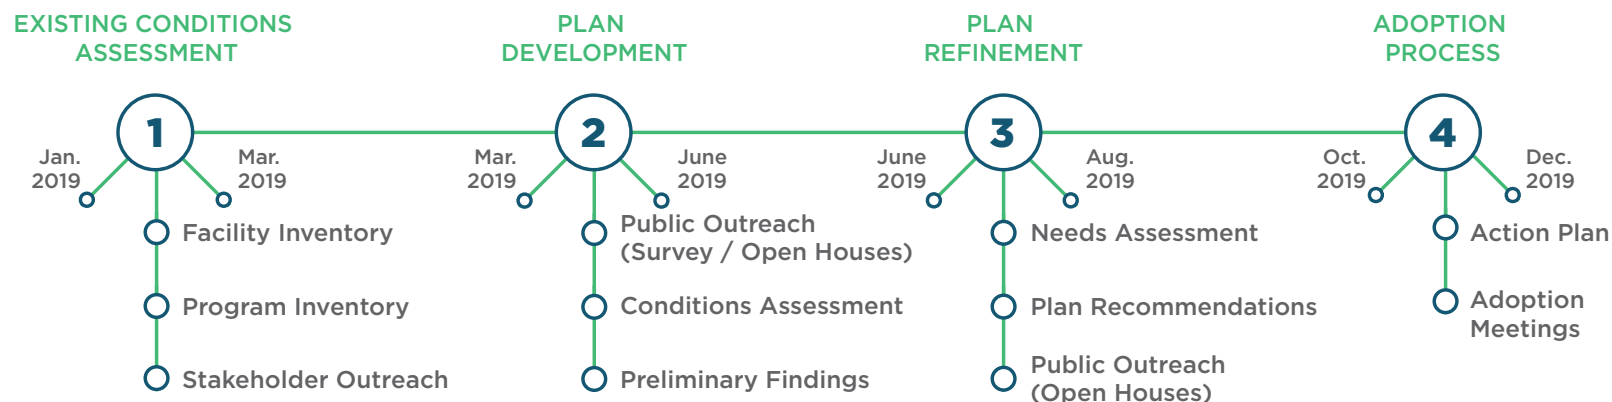 EXISTING CONDITIONS
ASSESSMENT
1
Jan.
2019
Mar.
2019
Facility Inventory
Program Inventory
Stakeholder Outreach
PLAN
DEVELOPMENT
2
Mar.
2019
June
2019
Public Outreach
(Survey / Open Houses)
Conditions Assessment
Preliminary Findings
PLAN
REFINEMENT
3
June
2019
Aug.
2019
Needs Assessment
Plan Recommendations
Public Outreach
(Open Houses)
ADOPTION
PROCESS
4
Oct.
2019
Dec.
2019
Action Plan
Adoption
Meetings